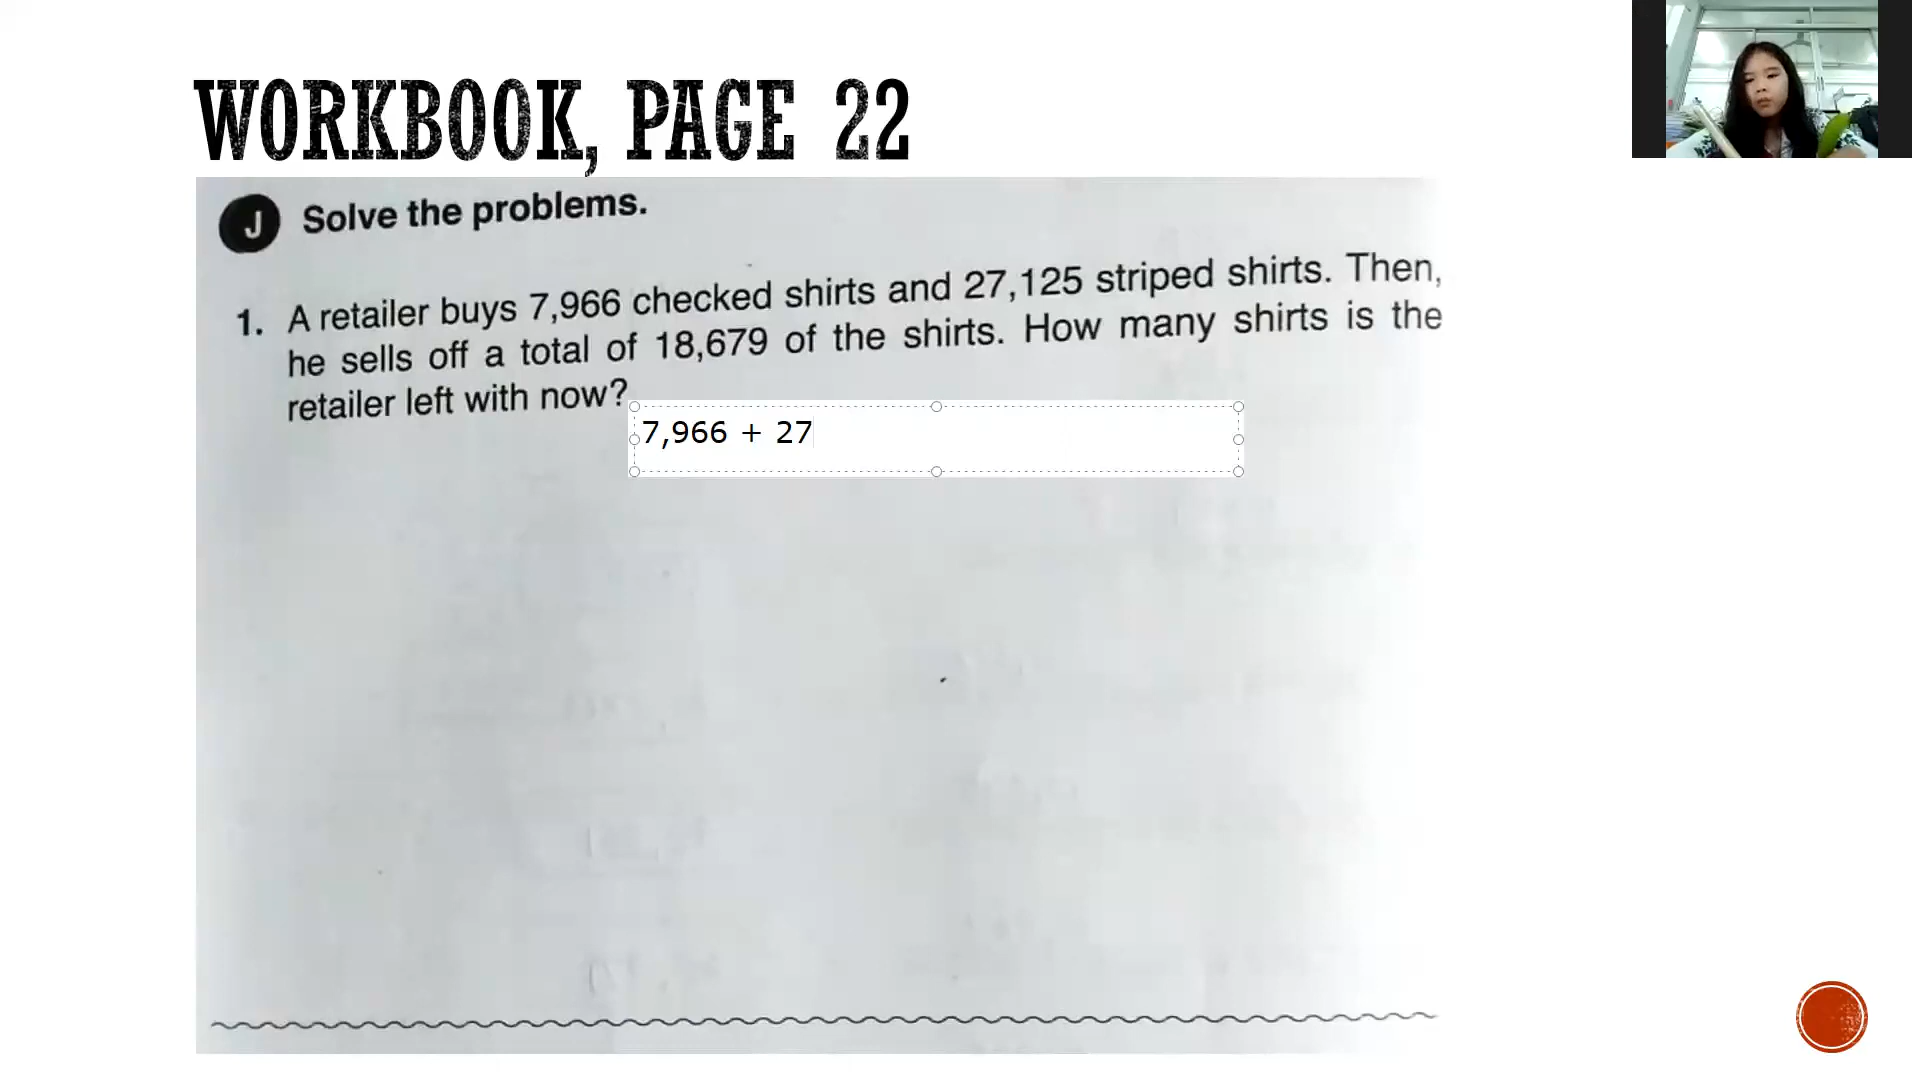 WORKBOOK, PAGE 22
J Solve the problems.
1. A retailer buys 7,966 checked shirts and 27,125 striped shirts. Then,
he sells off a total of 18,679 of the shirts. How many shirts is the
retailer left with now?
7,966 + 27